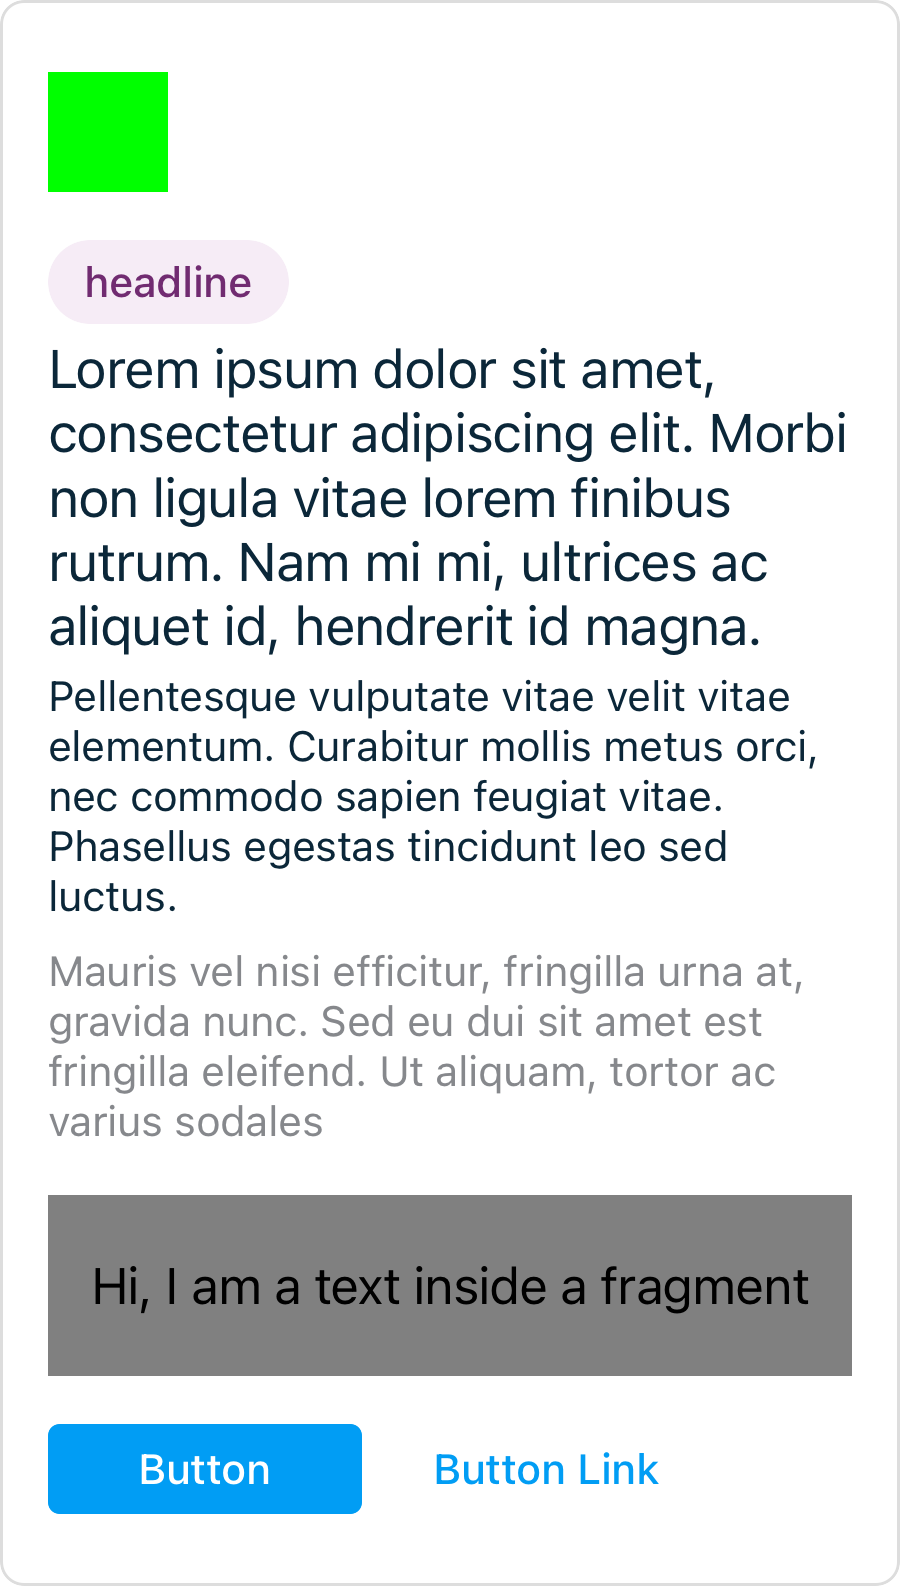 headline
Lorem ipsum dolor sit amet,
consectetur adipiscing elit. Morbi
non ligula vitae lorem finibus
rutrum. Nam mi mi, ultrices ac
aliquet id, hendrerit id magna.
Pellentesque vulputate vitae velit vitae
elementum. Curabitur mollis metus orci,
nec commodo sapien feugiat vitae.
Phasellus egestas tincidunt leo sed
luctus.
Mauris vel nisi efficitur, fringilla urna at,
gravida nunc. Sed eu dui sit amet est
fringilla eleifend. Ut aliquam, tortor ac
varius sodales
Hi, I am a text inside a fragment
Button
Button Link